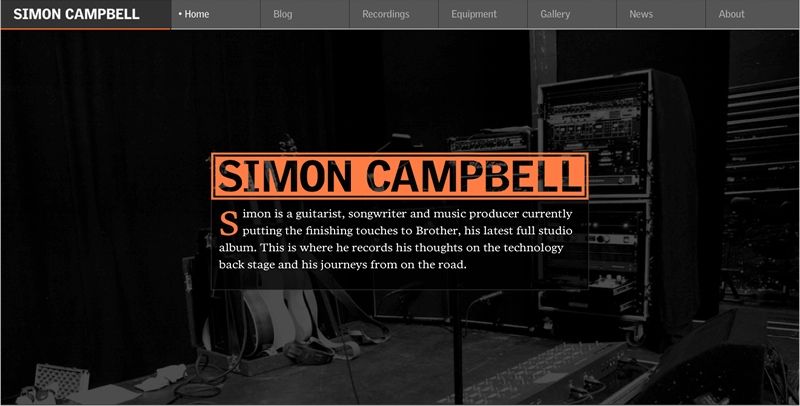 SIMON CAMPBELL
• Home
Blog
Recordings
Equipment
Gallery
News
About
SIMON CAMPBELL
Simon is a guitarist, songwriter and music producer currently
putting the finishing touches to Brother, his latest full studio
album. This is where he records his thoughts on the technology
back stage and his journeys from on the road.